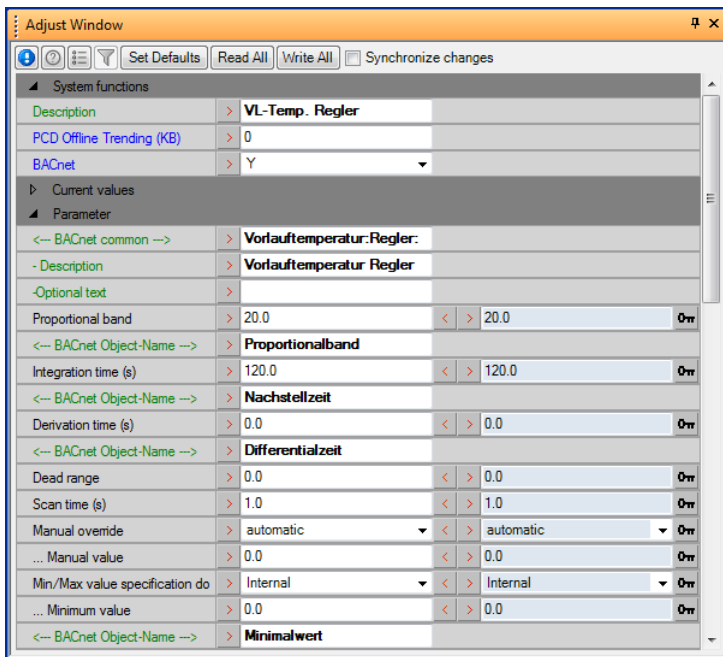 Adjust Window
Set Defaults Read All Write All Synchronize changes
System functions
Description > VL-Temp. Regler
PCD Offline Trending (KB) > 0
BACnet > Y
Current values
Parameter
<--- BACnet common ---> > Vorlauftemperatur:Regler:
- Description > Vorlauftemperatur Regler
-Optional text >
Proportional band > 20.0 < > 20.0
<--- BACnet Object-Name ---> > Proportionalband
Integration time (s) > 120.0 < > 120.0
<--- BACnet Object-Name ---> > Nachstellzeit
Derivation time (s) > 0.0 < > 0.0
<--- BACnet Object-Name ---> > Differentialzeit
Dead range > 0.0 < > 0.0
Scan time (s) > 1.0 < > 1.0
Manual override > automatic < > automatic
... Manual value > 0.0 < > 0.0
Min/Max value specification do > Internal < > Internal
... Minimum value > 0.0 < > 0.0
<--- BACnet Object-Name ---> > Minimalwert